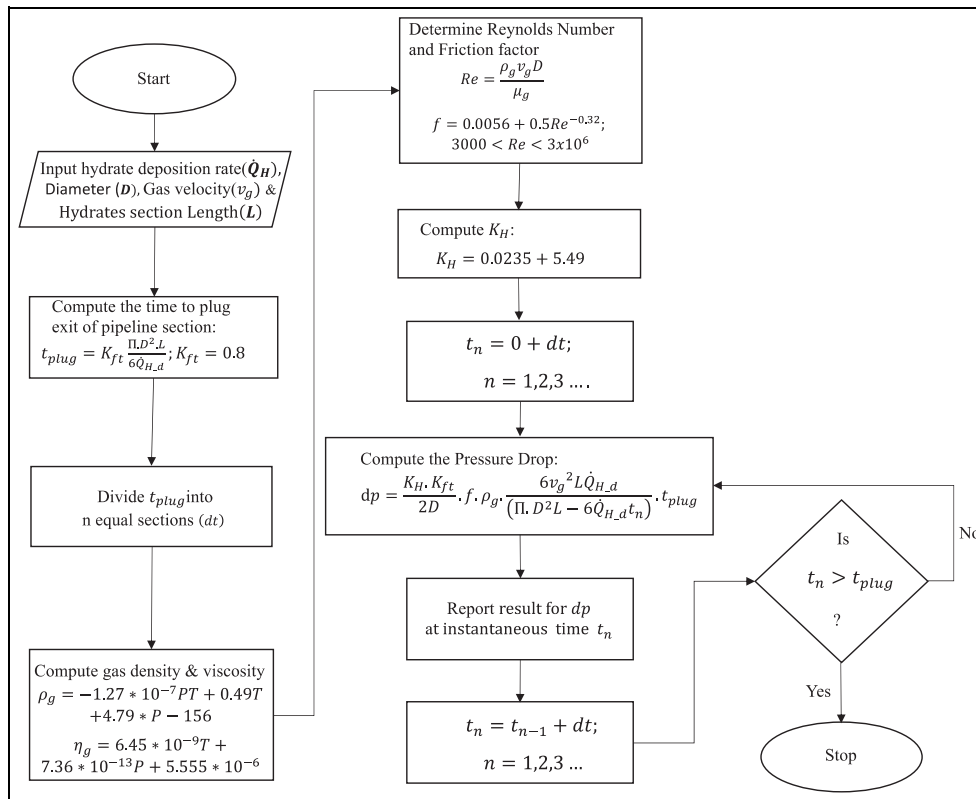 Start
Input hydrate deposition rate(Q̇_H),
Diameter (D), Gas velocity(v_g) &
Hydrates section Length(L)
Compute the time to plug
exit of pipeline section:
t_plug = K_ft Π.D².L / 6Q̇_H_d ; K_ft = 0.8
Divide t_plug into
n equal sections (dt)
Compute gas density & viscosity
ρ_g = −1.27 * 10⁻⁷PT + 0.49T
+4.79 * P − 156
η_g = 6.45 * 10⁻⁹T +
7.36 * 10⁻¹³P + 5.555 * 10⁻⁶
Determine Reynolds Number
and Friction factor
Re = ρ_g v_g D / μ_g
f = 0.0056 + 0.5Re⁻⁰·³²;
3000 < Re < 3x10⁶
Compute K_H:
K_H = 0.0235 + 5.49
t_n = 0 + dt;
n = 1,2,3 ....
Compute the Pressure Drop:
dp = K_H. K_ft / 2D . f. ρ_g. 6v_g² LQ̇_H_d / (Π. D²L − 6Q̇_H_d t_n) . t_plug
Report result for dp
at instantaneous time t_n
t_n = t_n−1 + dt;
n = 1,2,3 ...
Is
t_n > t_plug
?
No
Yes
Stop